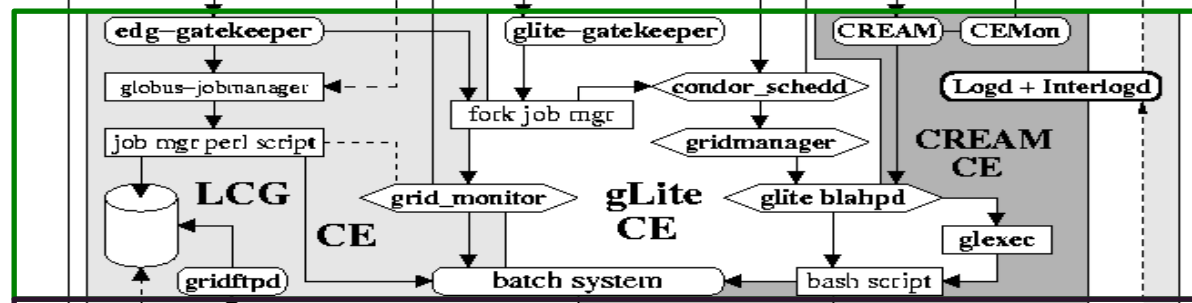 edg-gatekeeper
glite-gatekeeper
CREAM
CEMon
globus-jobmanager
fork job mgr
condor_schedd
Logd + Interlogd
job mgr perl script
gridmanager
CREAM
CE
LCG
CE
grid_monitor
gLite
CE
glite blahpd
glexec
gridftpd
batch system
bash script